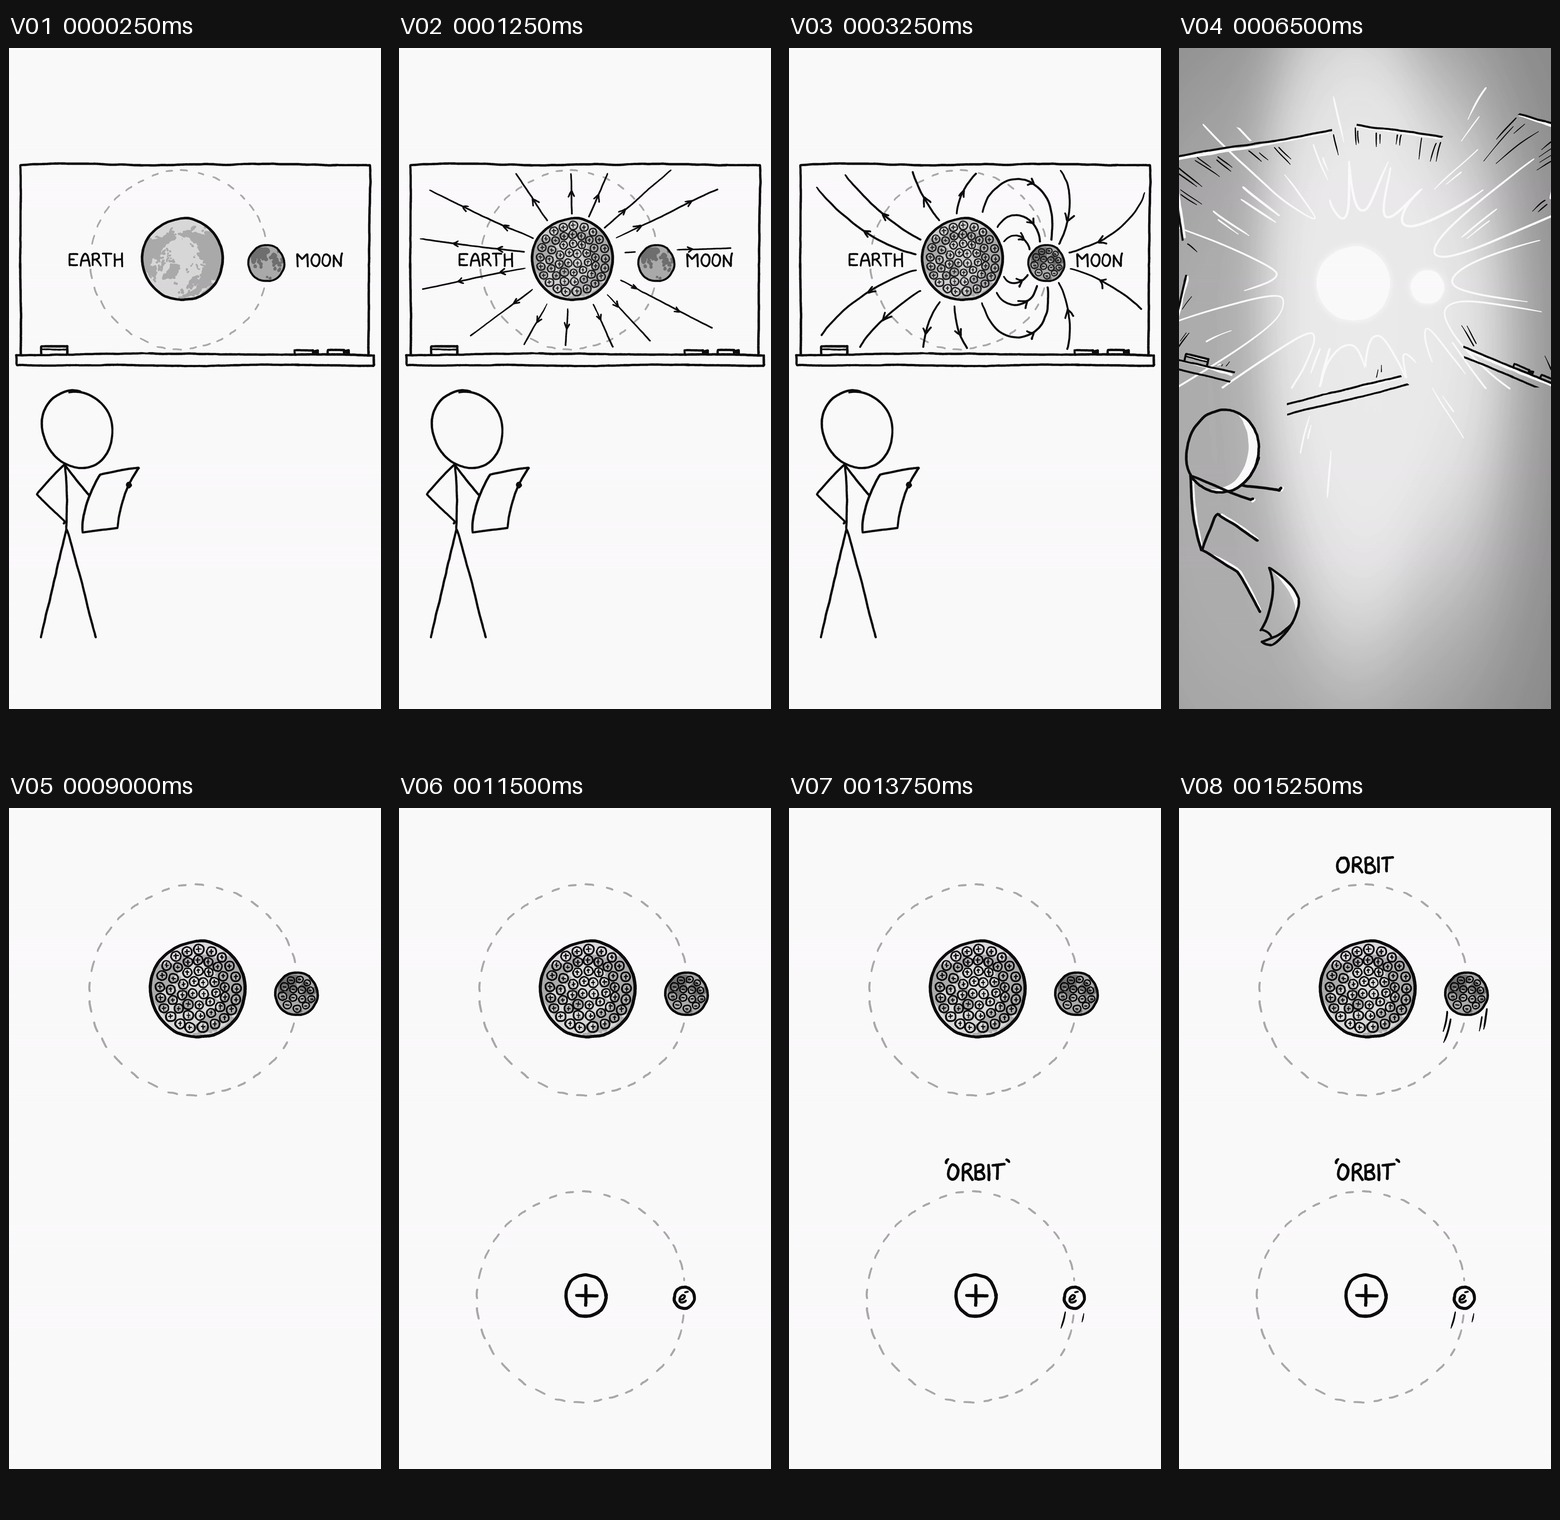 V01 0000250ms
V02 0001250ms
V03 0003250ms
V04 0006500ms
EARTH
MOON
EARTH
MOON
EARTH
MOON
V05 0009000ms
V06 0011500ms
V07 0013750ms
V08 0015250ms
ORBIT
'ORBIT'
'ORBIT'
+
e-
+
e-
+
e-